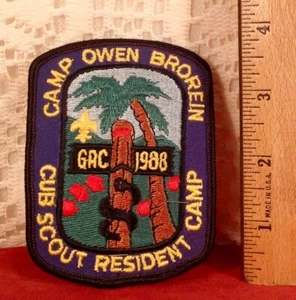 CAMP OWEN BROREIN
GRC 1988
CUB SCOUT RESIDENT CAMP
4
3
2
1
MADE IN U.S.A.